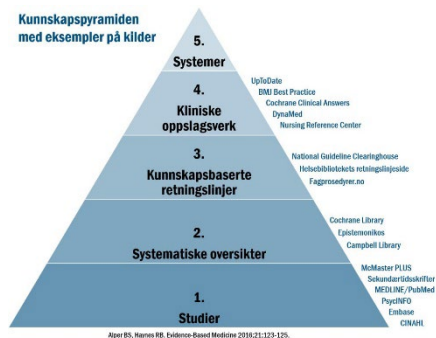 Kunnskapspyramiden
med eksempler på kilder
5.
Systemer
4.
Kliniske
oppslagsverk
UpToDate
BMJ Best Practice
Cochrane Clinical Answers
DynaMed
Nursing Reference Center
3.
Kunnskapsbaserte
retningslinjer
National Guideline Clearinghouse
Helsebibliotekets retningslinjeside
Fagprosedyrer.no
2.
Systematiske oversikter
Cochrane Library
Epistemonikos
Campbell Library
1.
Studier
McMaster PLUS
Sekundærtidsskrifter
MEDLINE/PubMed
PsycINFO
Embase
CINAHL
Alper BS, Haynes RB. Evidence-Based Medicine 2016;21:123-125.